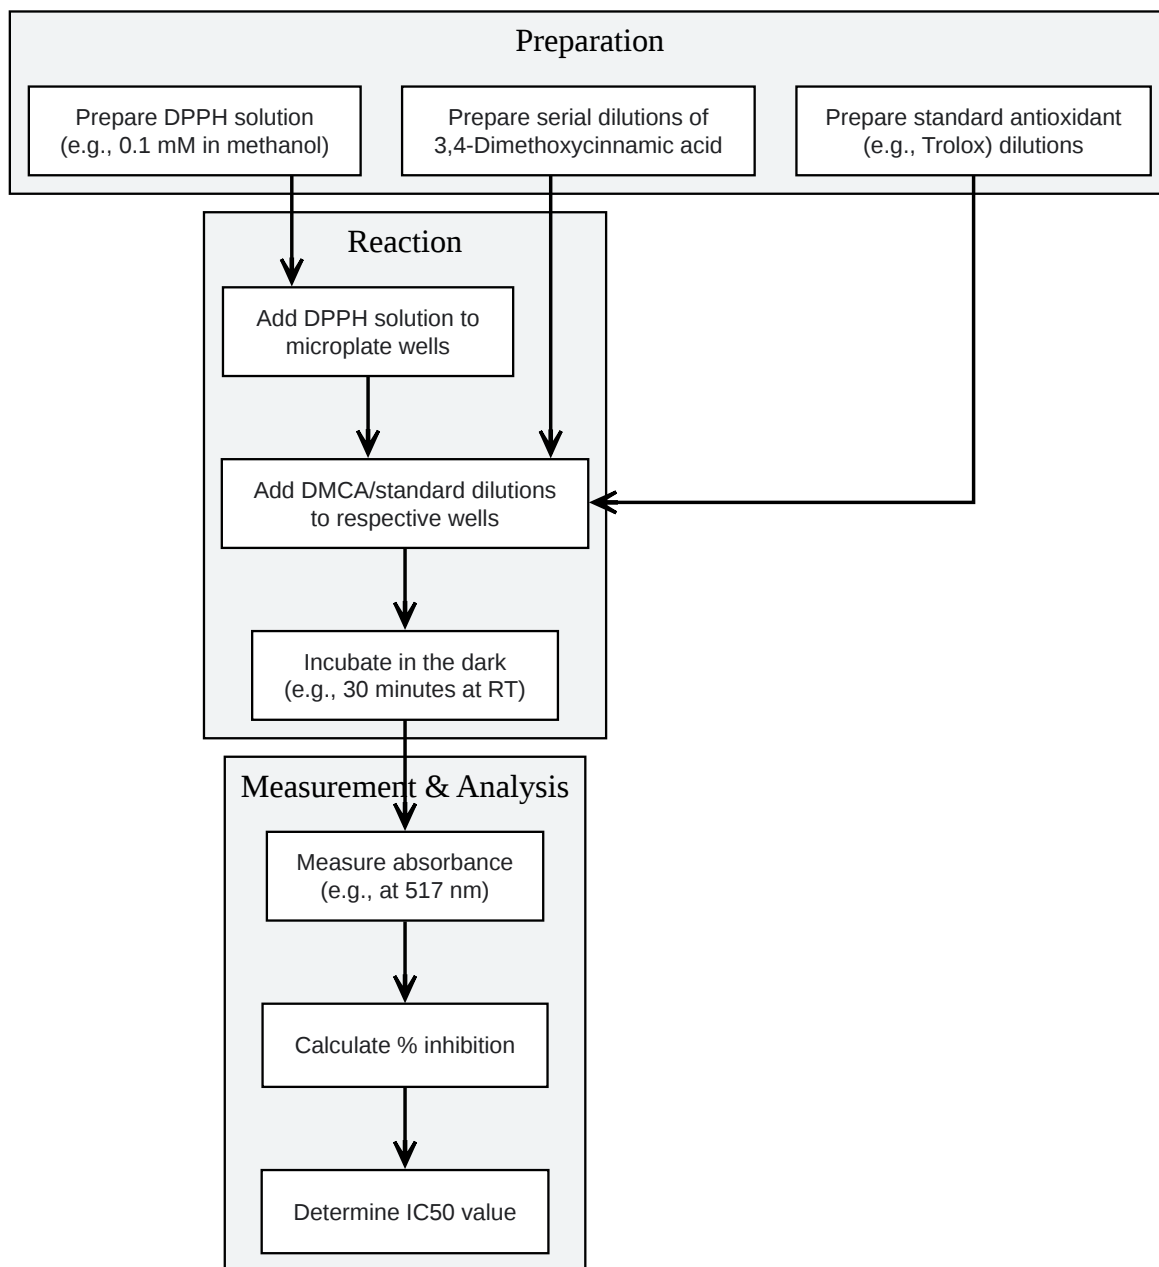 Preparation
Prepare DPPH solution
(e.g., 0.1 mM in methanol)
Prepare serial dilutions of
3,4-Dimethoxycinnamic acid
Prepare standard antioxidant
(e.g., Trolox) dilutions
Reaction
Add DPPH solution to
microplate wells
Add DMCA/standard dilutions
to respective wells
Incubate in the dark
(e.g., 30 minutes at RT)
Measurement & Analysis
Measure absorbance
(e.g., at 517 nm)
Calculate % inhibition
Determine IC50 value